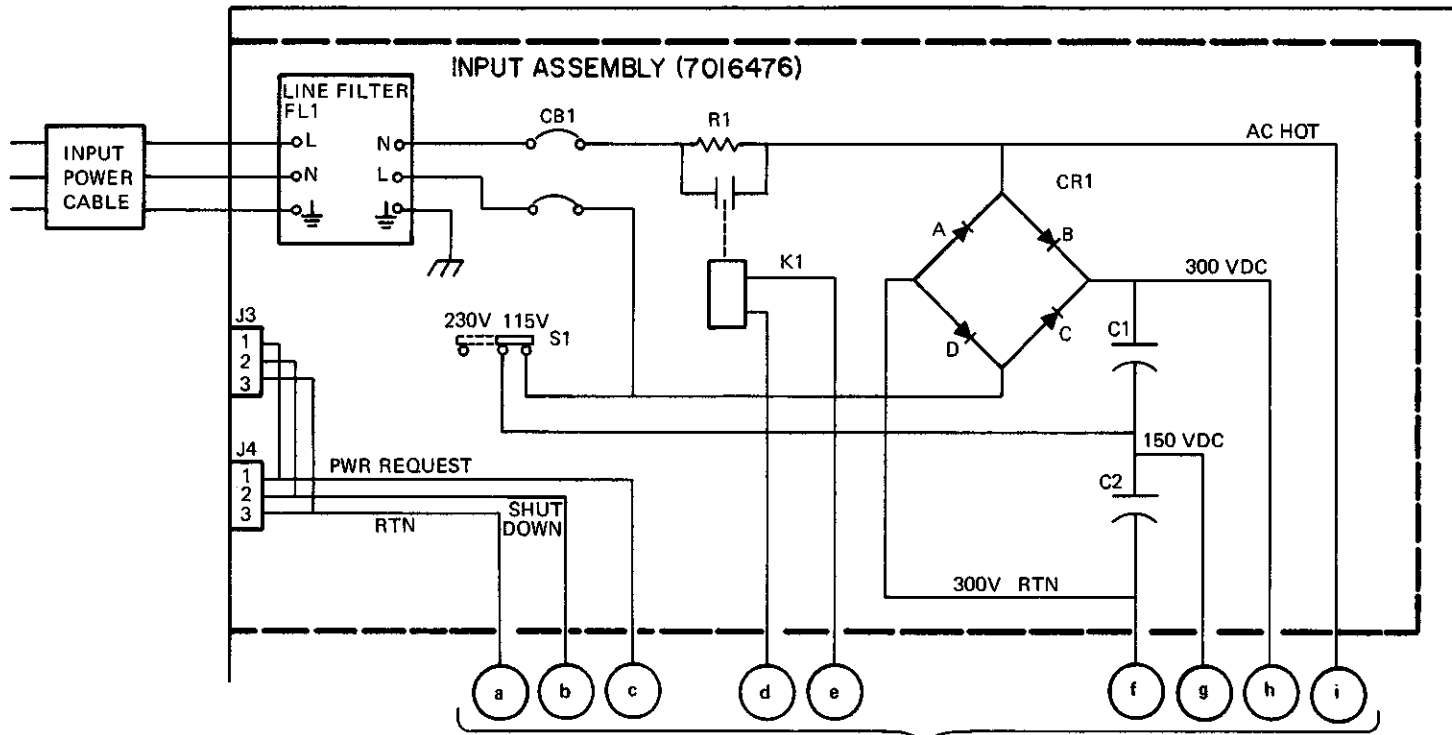 INPUT ASSEMBLY (7016476)
LINE FILTER
FL1
CB1
R1
AC HOT
INPUT
POWER
CABLE
L
N
N
L
CR1
A
B
K1
300 VDC
J3
1
2
3
230V 115V
S1
D
C
C1
150 VDC
J4
1
2
3
PWR REQUEST
C2
SHUT
DOWN
RTN
300V RTN
a
b
c
d
e
f
g
h
i